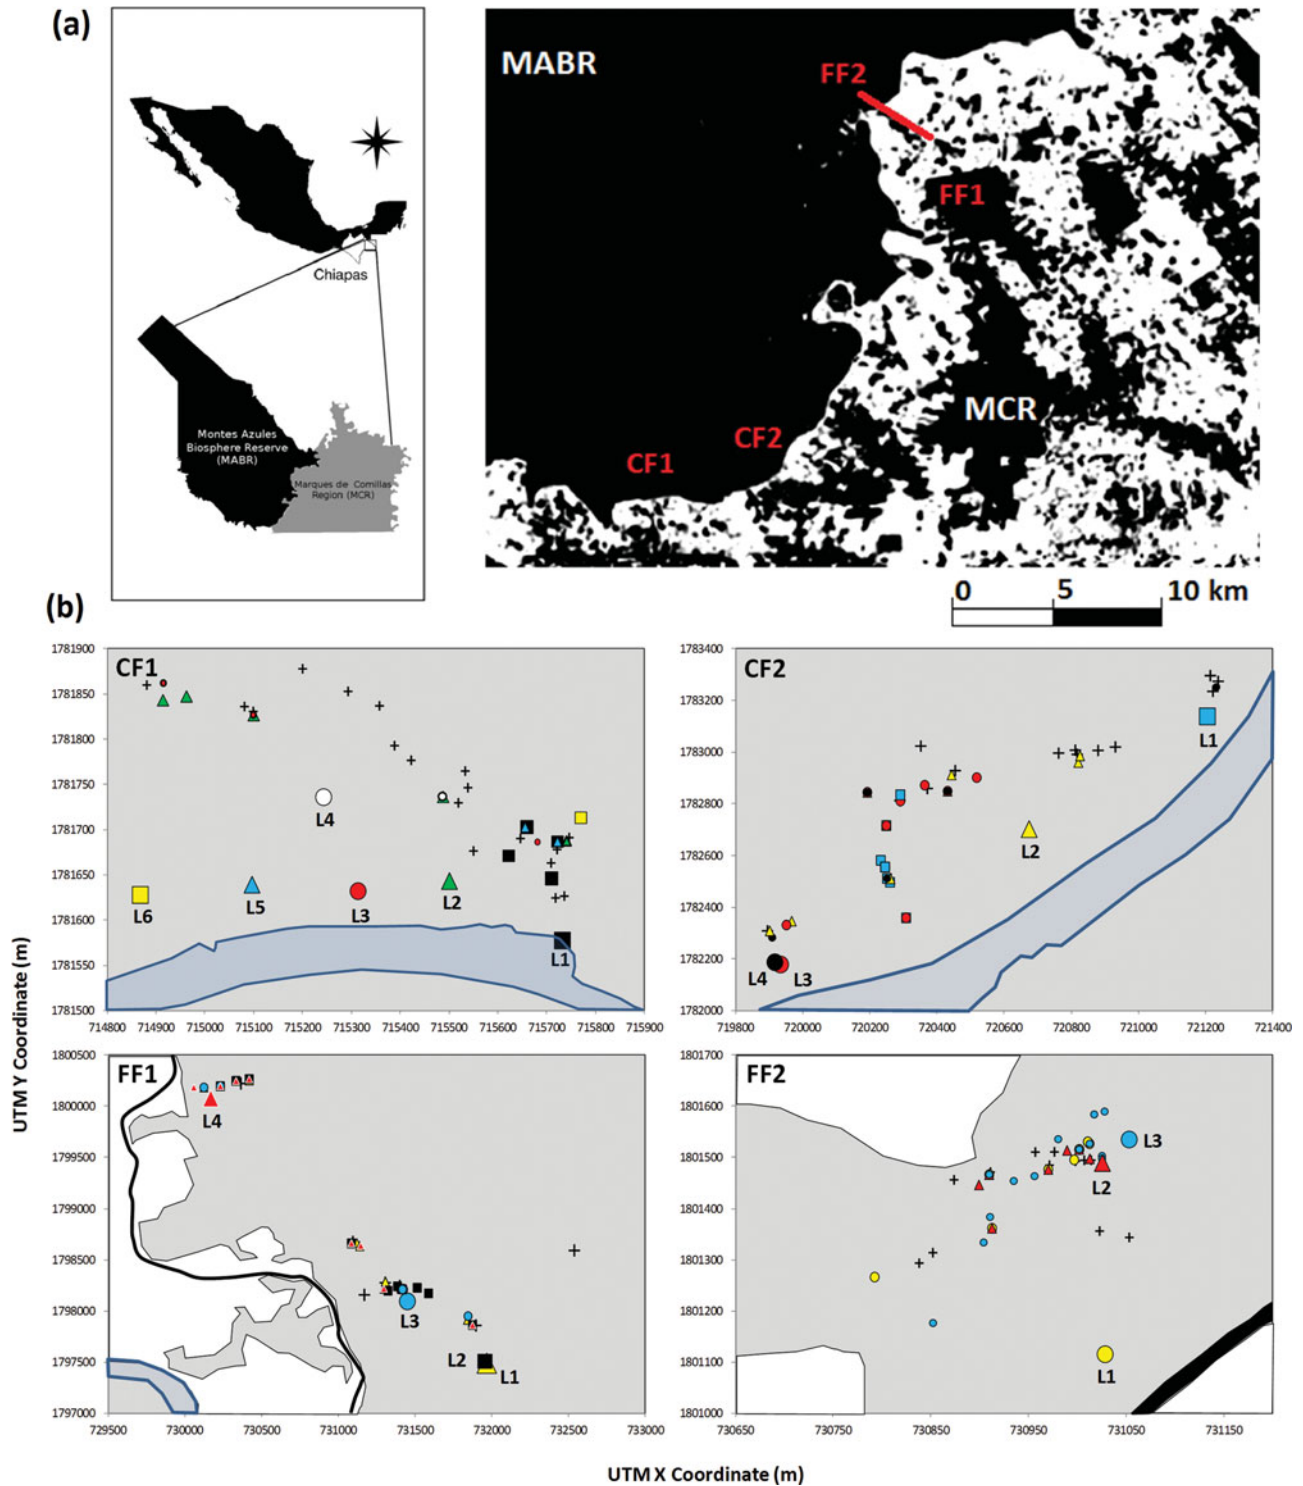 (a)
Chiapas
Montes Azules
Biosphere Reserve
(MABR)
Marques de Comillas
Region (MCR)
MABR
FF2
FF1
MCR
CF2
CF1
0 5 10 km
(b)
UTM Y Coordinate (m)
CF1
1781900
1781850
1781800
1781750
1781700
1781650
1781600
1781550
1781500
L4
L6
L5
L3
L2
L1
714800 714900 715000 715100 715200 715300 715400 715500 715600 715700 715800 715900
CF2
1783400
1783200
1783000
1782800
1782600
1782400
1782200
1782000
L1
L2
L4
L3
719800 720000 720200 720400 720600 720800 721000 721200 721400
FF1
1800500
1800000
1799500
1799000
1798500
1798000
1797500
1797000
L4
L3
L2
L1
729500 730000 730500 731000 731500 732000 732500 733000
FF2
1801700
1801600
1801500
1801400
1801300
1801200
1801100
1801000
L3
L2
L1
730650 730750 730850 730950 731050 731150
UTM X Coordinate (m)